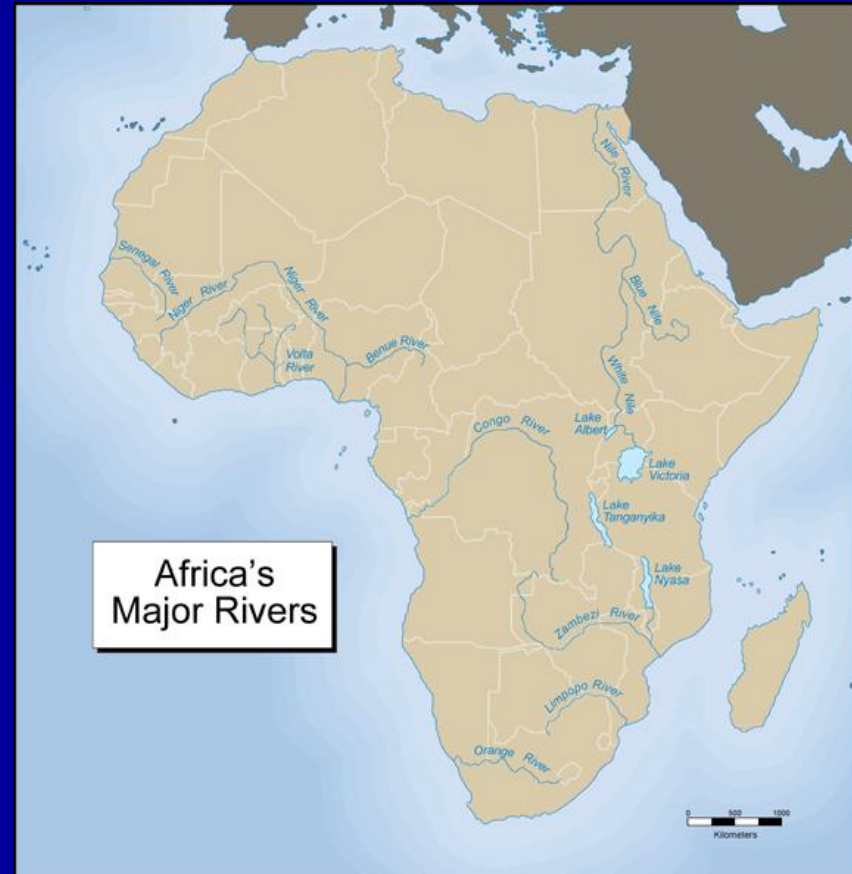 Nile River
Senegal River
Niger River
Niger River
Blue Nile
Benue River
Volta
River
White Nile
Lake
Albert
Congo River
Lake
Victoria
Lake
Tanganyika
Africa's
Major Rivers
Lake
Nyasa
Zambezi River
Limpopo River
Orange River
0 500 1000
Kilometers